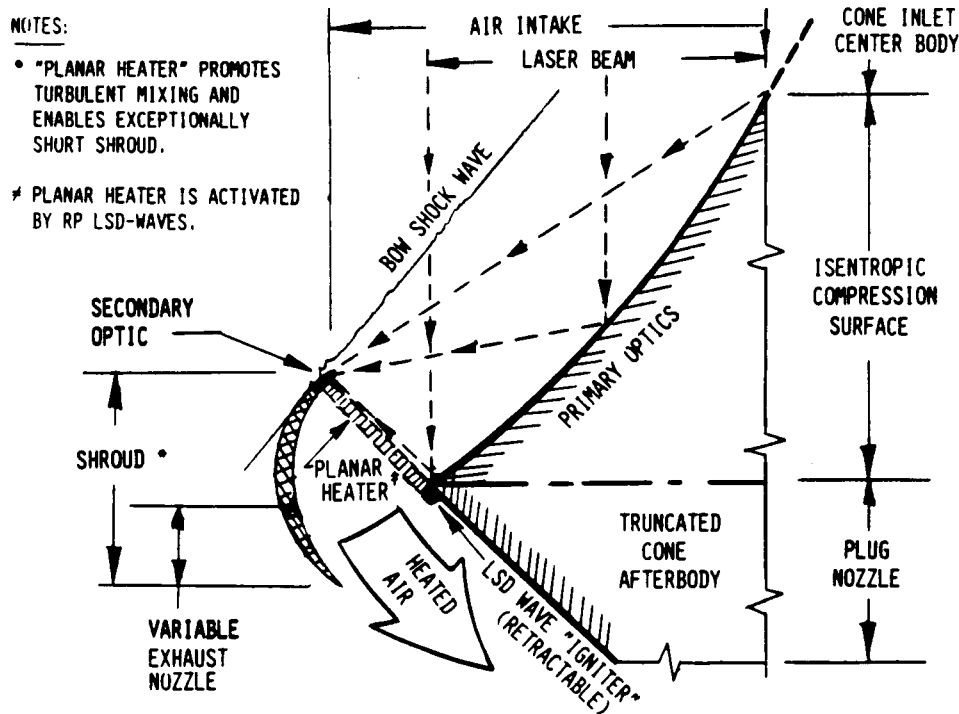 NOTES:
• "PLANAR HEATER" PROMOTES
TURBULENT MIXING AND
ENABLES EXCEPTIONALLY
SHORT SHROUD.
≠ PLANAR HEATER IS ACTIVATED
BY RP LSD-WAVES.
AIR INTAKE
LASER BEAM
CONE INLET
CENTER BODY
BOW SHOCK WAVE
SECONDARY
OPTIC
PRIMARY OPTICS
ISENTROPIC
COMPRESSION
SURFACE
SHROUD *
PLANAR
HEATER ≠
HEATED
AIR
LSD WAVE "IGNITER"
(RETRACTABLE)
TRUNCATED
CONE
AFTERBODY
PLUG
NOZZLE
VARIABLE
EXHAUST
NOZZLE